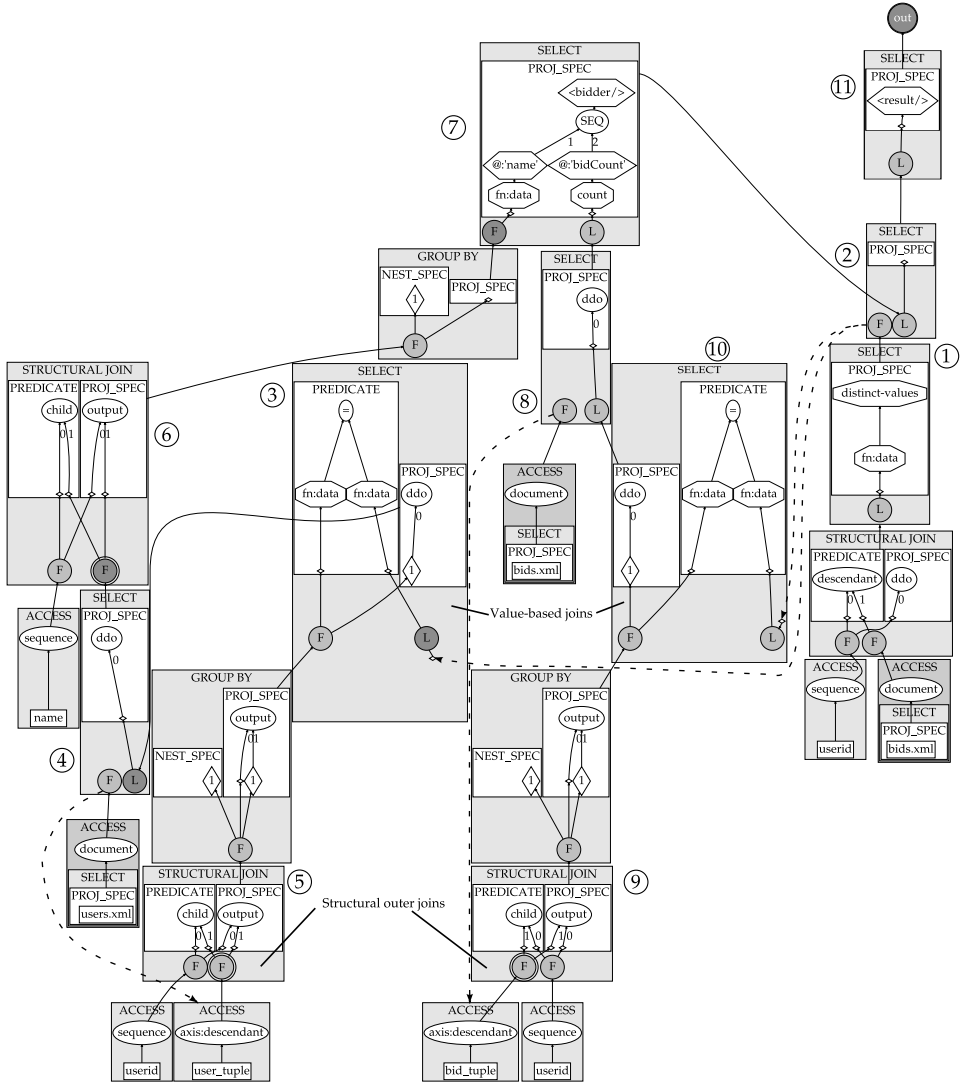 out
SELECT
PROJ_SPEC
<result/>
L
11
SELECT
PROJ_SPEC
<bidder/>
SEQ
1
2
@:'name'
@:'bidCount'
fn:data
count
F
L
7
SELECT
PROJ_SPEC
F
L
2
GROUP BY
NEST_SPEC
1
PROJ_SPEC
F
SELECT
PROJ_SPEC
ddo
0
F
L
8
SELECT
PROJ_SPEC
distinct-values
fn:data
L
1
STRUCTURAL JOIN
PREDICATE
PROJ_SPEC
child
output
0 1
01
F
F
6
SELECT
PREDICATE
=
fn:data
fn:data
PROJ_SPEC
ddo
0
1
F
L
3
10
SELECT
PREDICATE
=
PROJ_SPEC
ddo
0
fn:data
fn:data
1
F
L
Value-based joins
ACCESS
document
SELECT
PROJ_SPEC
bids.xml
STRUCTURAL JOIN
PREDICATE
PROJ_SPEC
descendant
ddo
0 1
0
F
F
ACCESS
sequence
userid
ACCESS
document
SELECT
PROJ_SPEC
bids.xml
ACCESS
sequence
name
SELECT
PROJ_SPEC
ddo
0
F
L
4
ACCESS
document
SELECT
PROJ_SPEC
users.xml
GROUP BY
PROJ_SPEC
output
01
NEST_SPEC
1
1
F
GROUP BY
PROJ_SPEC
output
01
NEST_SPEC
1
1
F
STRUCTURAL JOIN
PREDICATE
PROJ_SPEC
child
output
0 1
0 1
F
F
5
Structural outer joins
STRUCTURAL JOIN
PREDICATE
PROJ_SPEC
child
output
1 0
1 0
F
F
9
ACCESS
sequence
userid
ACCESS
axis:descendant
user_tuple
ACCESS
axis:descendant
bid_tuple
ACCESS
sequence
userid